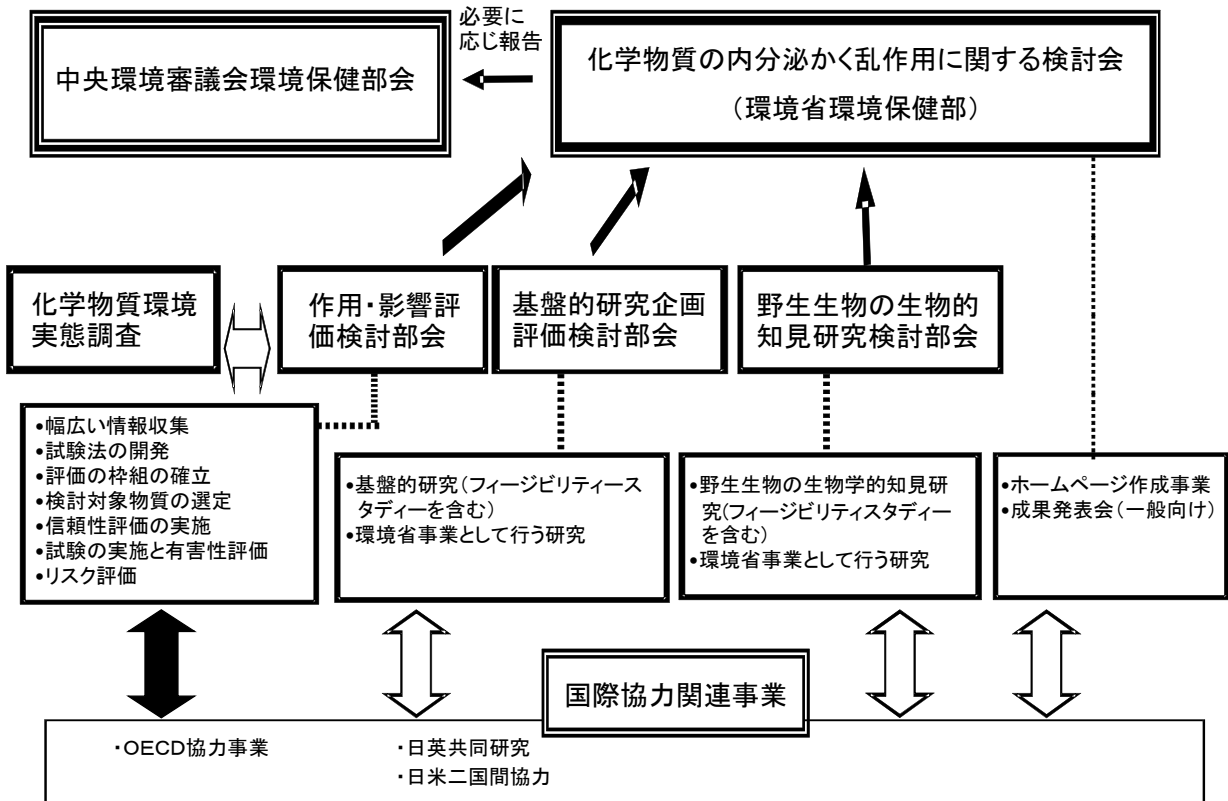 必要に
応じ報告
中央環境審議会環境保健部会
化学物質の内分泌かく乱作用に関する検討会
（環境省環境保健部）
化学物質環境
実態調査
作用・影響評
価検討部会
基盤的研究企画
評価検討部会
野生生物の生物的
知見研究検討部会
•幅広い情報収集
•試験法の開発
•評価の枠組の確立
•検討対象物質の選定
•信頼性評価の実施
•試験の実施と有害性評価
•リスク評価
•基盤的研究（フィージビリティース
タディーを含む）
•環境省事業として行う研究
•野生生物の生物学的知見研
究（フィージビリティスタディー
を含む）
•環境省事業として行う研究
•ホームページ作成事業
•成果発表会（一般向け）
国際協力関連事業
・OECD協力事業
・日英共同研究
・日米二国間協力